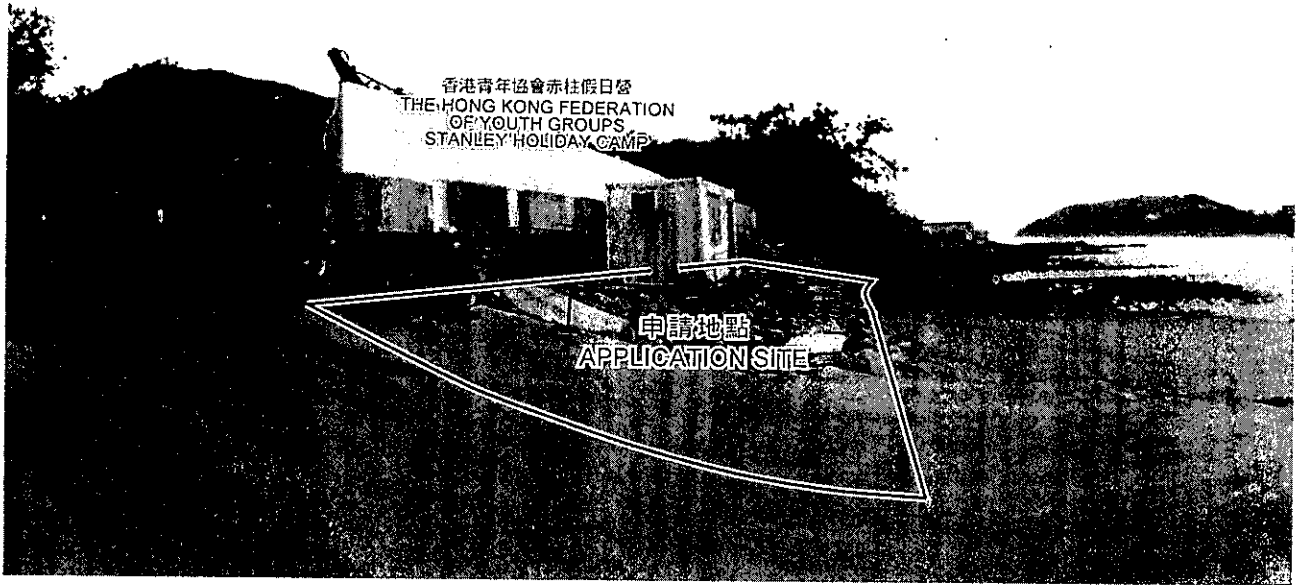 香港青年協會赤柱假日營
THE HONG KONG FEDERATION
OF YOUTH GROUPS
STANLEY HOLIDAY CAMP
申請地點
APPLICATION SITE